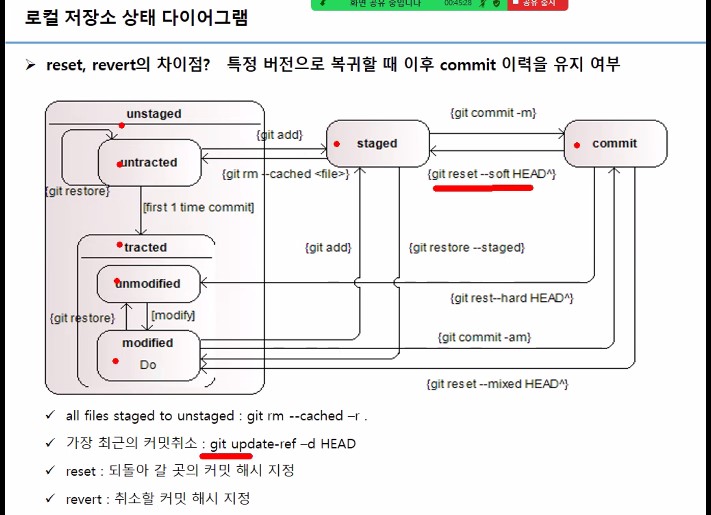 로컬 저장소 상태 다이어그램
화면 공유 중입니다 00:45:28 공유 중지
➢ reset, revert의 차이점? 특정 버전으로 복귀할 때 이후 commit 이력을 유지 여부
unstaged
{git commit -m}
{git add}
staged
commit
untracted
{git rm --cached <file>}
{git reset --soft HEAD^}
{git restore}
[first 1 time commit]
tracted
{git add}
{git restore --staged}
unmodified
{git rest--hard HEAD^}
{git restore}
[modify]
{git commit -am}
modified
Do
{git reset --mixed HEAD^}
✓ all files staged to unstaged : git rm --cached –r .
✓ 가장 최근의 커밋취소 : git update-ref –d HEAD
✓ reset : 되돌아 갈 곳의 커밋 해시 지정
✓ revert : 취소할 커밋 해시 지정